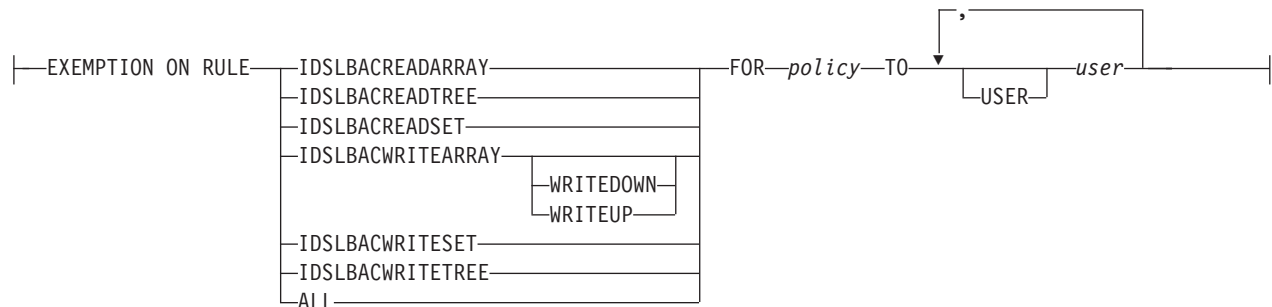 ,
EXEMPTION ON RULE IDSLBACREADARRAY FOR policy TO user
IDSLBACREADTREE USER
IDSLBACREADSET
IDSLBACWRITEARRAY
WRITEDOWN
WRITEUP
IDSLBACWRITESET
IDSLBACWRITETREE
ALL